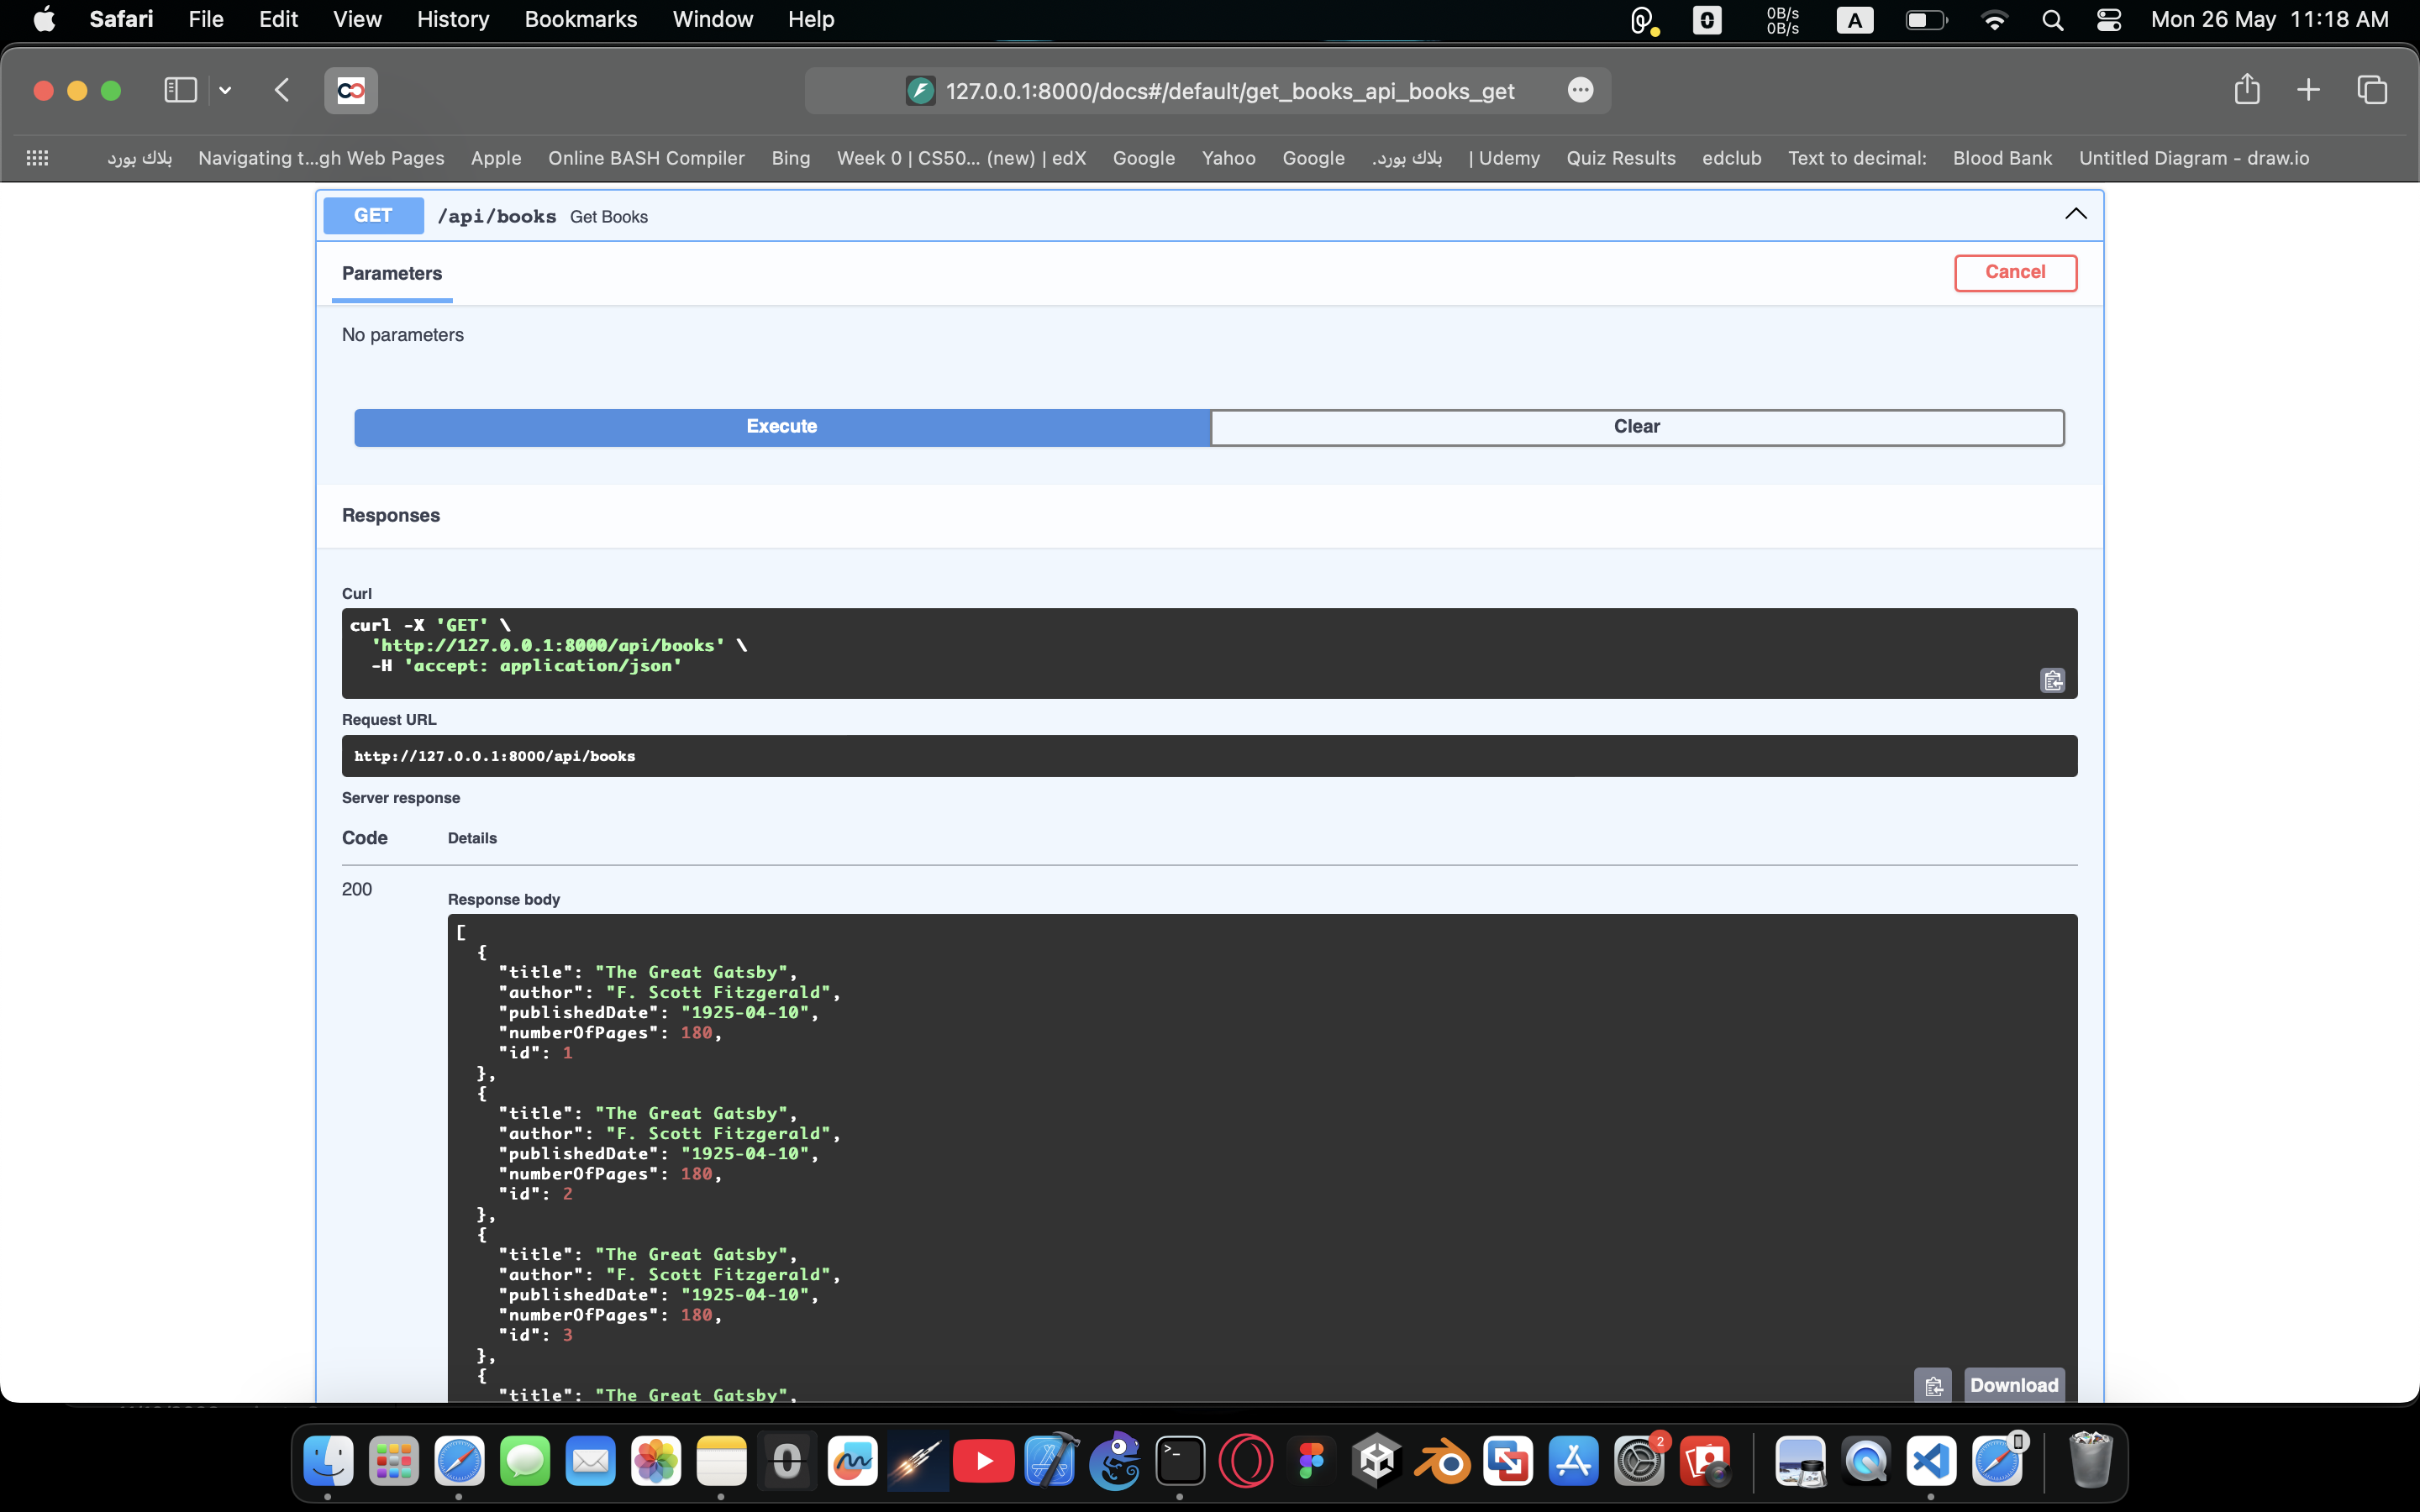 Safari File Edit View History Bookmarks Window Help 0B/s 0B/s A Mon 26 May 11:18 AM
127.0.0.1:8000/docs#/default/get_books_api_books_get
بلاك بورد Navigating t...gh Web Pages Apple Online BASH Compiler Bing Week 0 | CS50... (new) | edX Google Yahoo Google بلاك بورد. | Udemy Quiz Results edclub Text to decimal: Blood Bank Untitled Diagram - draw.io
GET /api/books Get Books
Parameters Cancel
No parameters
Execute Clear
Responses
Curl
curl -X 'GET' \
'http://127.0.0.1:8000/api/books' \
-H 'accept: application/json'
Request URL
http://127.0.0.1:8000/api/books
Server response
Code Details
200
Response body
[
{
"title": "The Great Gatsby",
"author": "F. Scott Fitzgerald",
"publishedDate": "1925-04-10",
"numberOfPages": 180,
"id": 1
},
{
"title": "The Great Gatsby",
"author": "F. Scott Fitzgerald",
"publishedDate": "1925-04-10",
"numberOfPages": 180,
"id": 2
},
{
"title": "The Great Gatsby",
"author": "F. Scott Fitzgerald",
"publishedDate": "1925-04-10",
"numberOfPages": 180,
"id": 3
},
{
"title": "The Great Gatsby",
Download
2